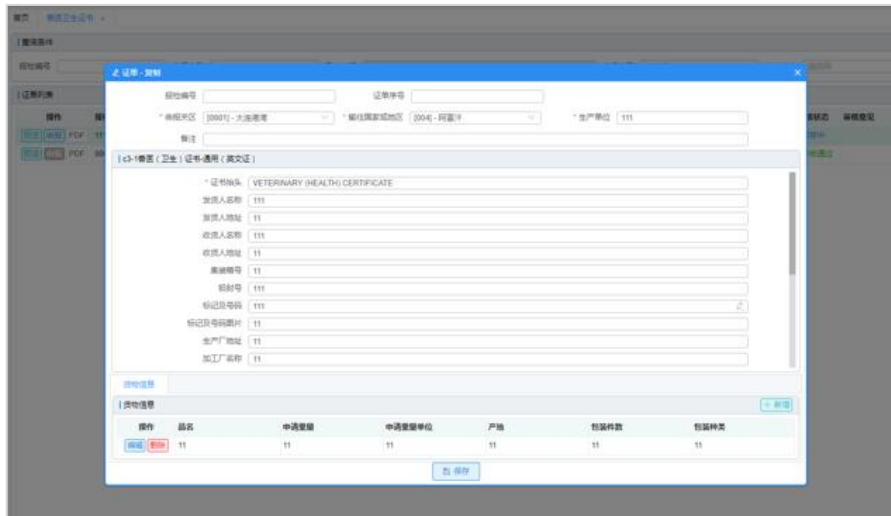 首页 兽医卫生证书 ×
查询条件
报检编号
证单列表
操作
审核意见
PDF 11
PDF
证单 - 复制 ×
报检编号 证单序号
* 申报关区 [0001] - 大连港湾 * 输往国家或地区 [004] - 阿富汗 * 生产单位 111
备注
c3-1兽医（卫生）证书-通用（英文证）
* 证书抬头 VETERINARY (HEALTH) CERTIFICATE
发货人名称 111
发货人地址 11
收货人名称 111
收货人地址 11
集装箱号 11
铅封号 111
标记及号码 111
标记及号码图片 11
生产厂地址 11
加工厂名称 11
货物信息
货物信息 + 新增
操作 品名 申请重量 申请重量单位 产地 包装件数 包装种类
编辑 删除 11 11 11 11 11 11
保存